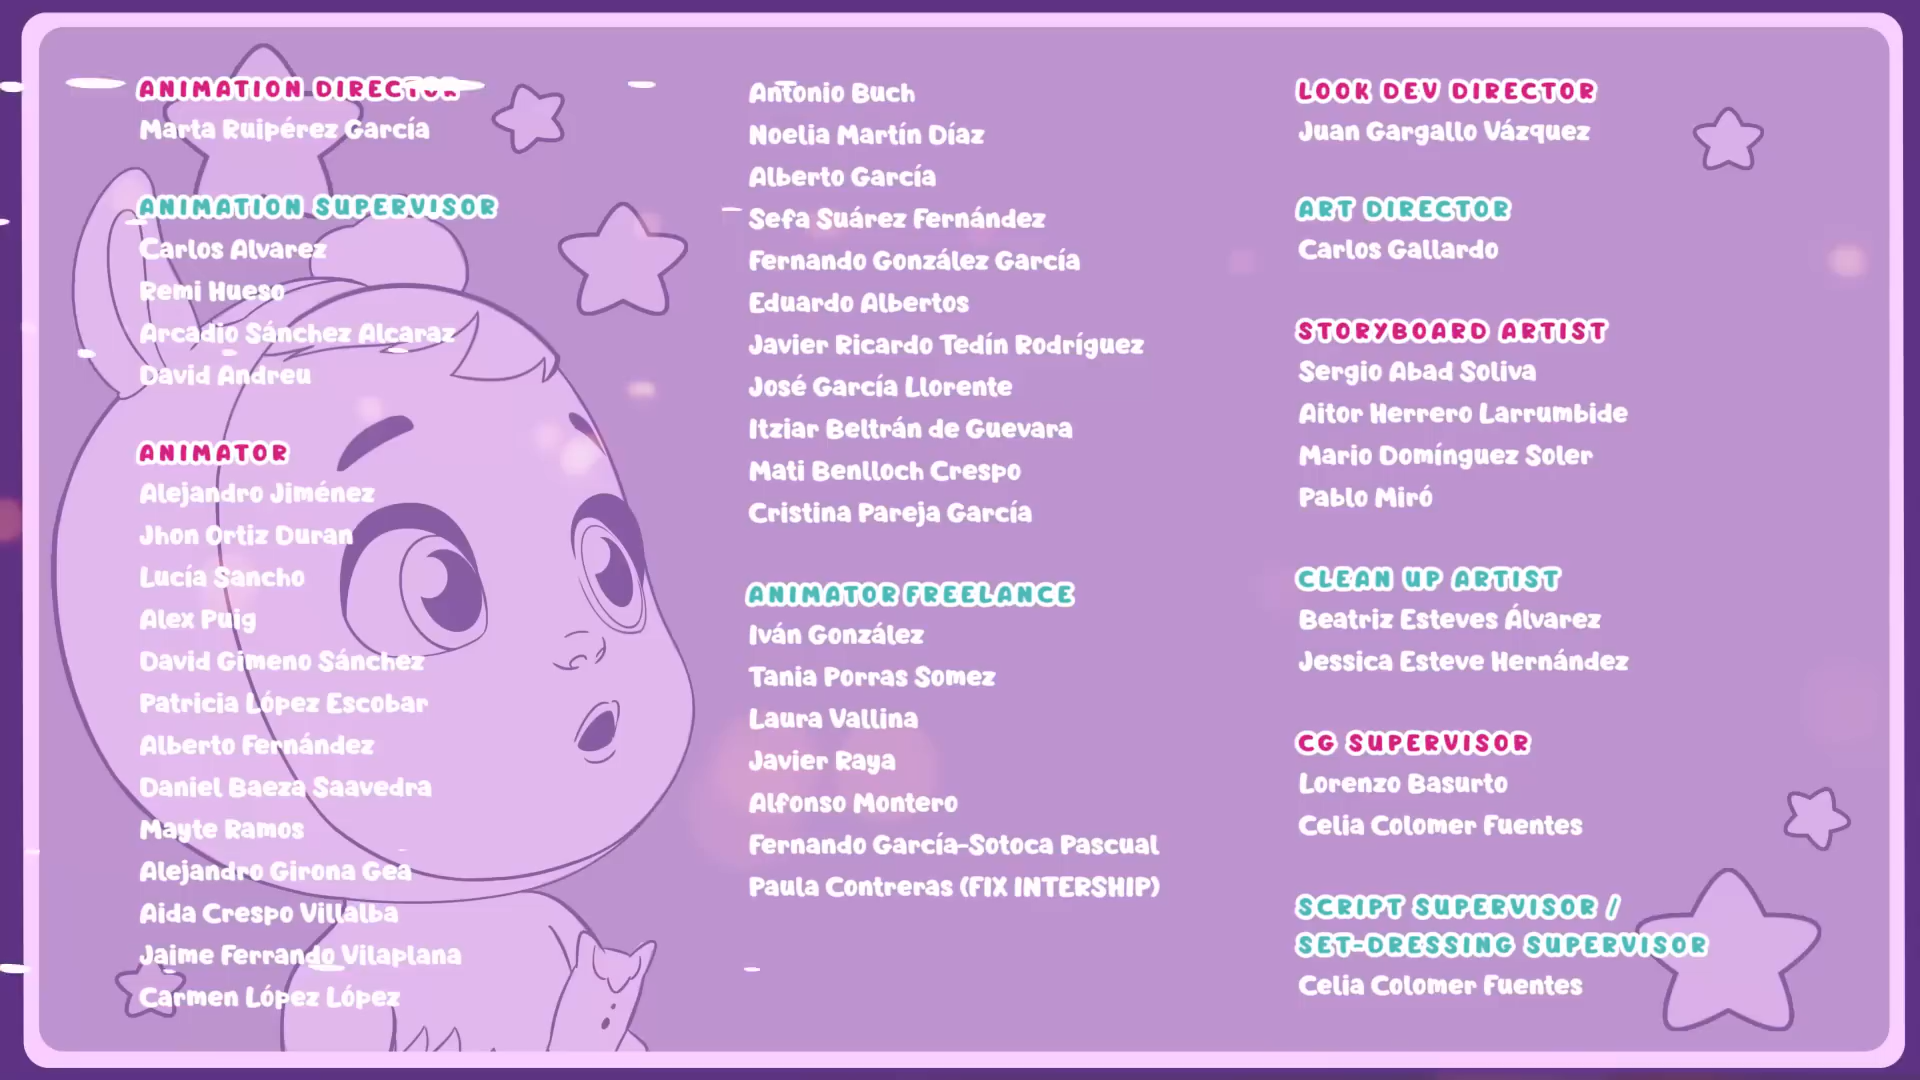 ANIMATION DIRECTOR
Marta Ruipérez García
ANIMATION SUPERVISOR
Carlos Alvarez
Remi Hueso
Arcadio Sánchez Alcaraz
David Andreu
ANIMATOR
Alejandro Jiménez
Jhon Ortiz Duran
Lucía Sancho
Alex Puig
David Gimeno Sánchez
Patricia López Escobar
Alberto Fernández
Daniel Baeza Saavedra
Mayte Ramos
Alejandro Girona Gea
Aida Crespo Villalba
Jaime Ferrando Vilaplana
Carmen López López
Antonio Buch
Noelia Martín Díaz
Alberto García
Sefa Suárez Fernández
Fernando González García
Eduardo Albertos
Javier Ricardo Tedín Rodríguez
José García Llorente
Itziar Beltrán de Guevara
Mati Benlloch Crespo
Cristina Pareja García
ANIMATOR FREELANCE
Iván González
Tania Porras Somez
Laura Vallina
Javier Raya
Alfonso Montero
Fernando García-Sotoca Pascual
Paula Contreras (FIX INTERSHIP)
LOOK DEV DIRECTOR
Juan Gargallo Vázquez
ART DIRECTOR
Carlos Gallardo
STORYBOARD ARTIST
Sergio Abad Soliva
Aitor Herrero Larrumbide
Mario Domínguez Soler
Pablo Miró
CLEAN UP ARTIST
Beatriz Esteves Álvarez
Jessica Esteve Hernández
CG SUPERVISOR
Lorenzo Basurto
Celia Colomer Fuentes
SCRIPT SUPERVISOR /
SET-DRESSING SUPERVISOR
Celia Colomer Fuentes